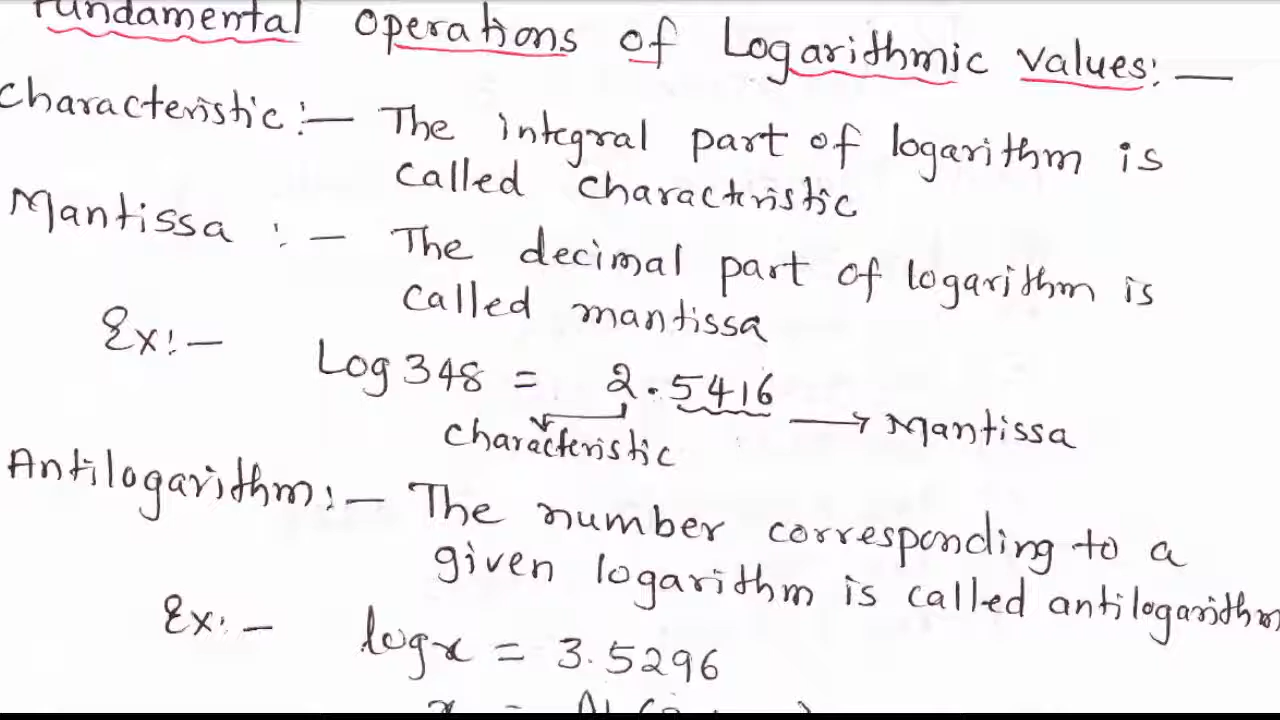 Fundamental Operations of Logarithmic values:—
Characteristic:— The integral part of logarithm is
called characteristic
Mantissa :— The decimal part of logarithm is
called mantissa
Ex:— Log 348 = 2.5416 → Mantissa
characteristic
Antilogarithm:— The number corresponding to a
given logarithm is called antilogarithm
Ex:— log x = 3.5296